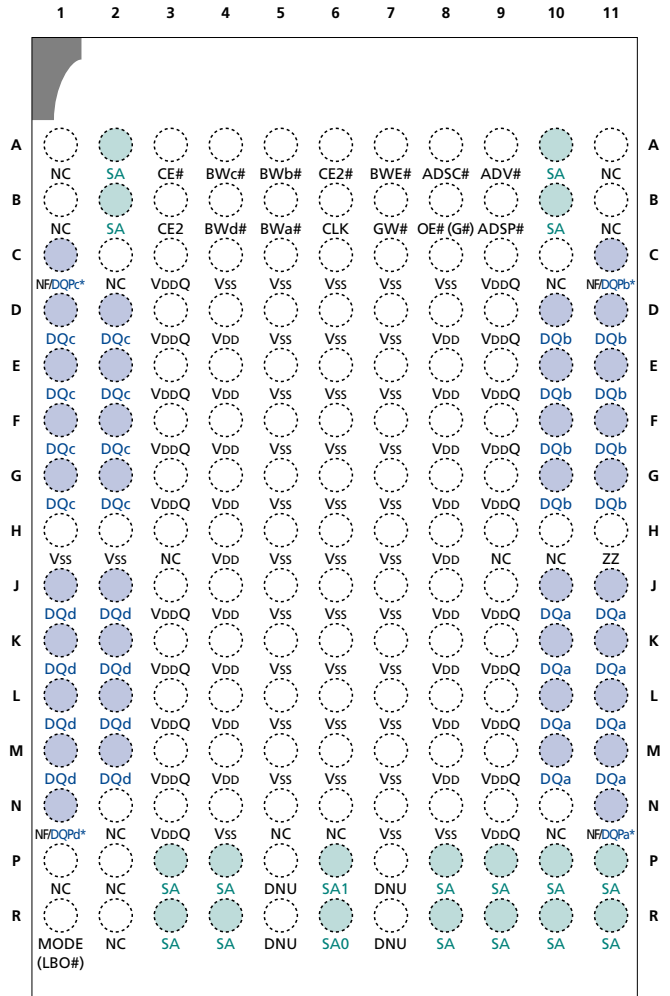 1 2 3 4 5 6 7 8 9 10 11
A A
NC SA CE# BWc# BWb# CE2# BWE# ADSC# ADV# SA NC
B B
NC SA CE2 BWd# BWa# CLK GW# OE# (G#) ADSP# SA NC
C C
NF/DQPc* NC VDDQ Vss Vss Vss Vss Vss VDDQ NC NF/DQPb*
D D
DQc DQc VDDQ VDD Vss Vss Vss VDD VDDQ DQb DQb
E E
DQc DQc VDDQ VDD Vss Vss Vss VDD VDDQ DQb DQb
F F
DQc DQc VDDQ VDD Vss Vss Vss VDD VDDQ DQb DQb
G G
DQc DQc VDDQ VDD Vss Vss Vss VDD VDDQ DQb DQb
H H
Vss Vss NC VDD Vss Vss Vss VDD NC NC ZZ
J J
DQd DQd VDDQ VDD Vss Vss Vss VDD VDDQ DQa DQa
K K
DQd DQd VDDQ VDD Vss Vss Vss VDD VDDQ DQa DQa
L L
DQd DQd VDDQ VDD Vss Vss Vss VDD VDDQ DQa DQa
M M
DQd DQd VDDQ VDD Vss Vss Vss VDD VDDQ DQa DQa
N N
NF/DQPd* NC VDDQ Vss NC NC Vss Vss VDDQ NC NF/DQPa*
P P
NC NC SA SA DNU SA1 DNU SA SA SA SA
R R
MODE NC SA SA DNU SA0 DNU SA SA SA SA
(LBO#)